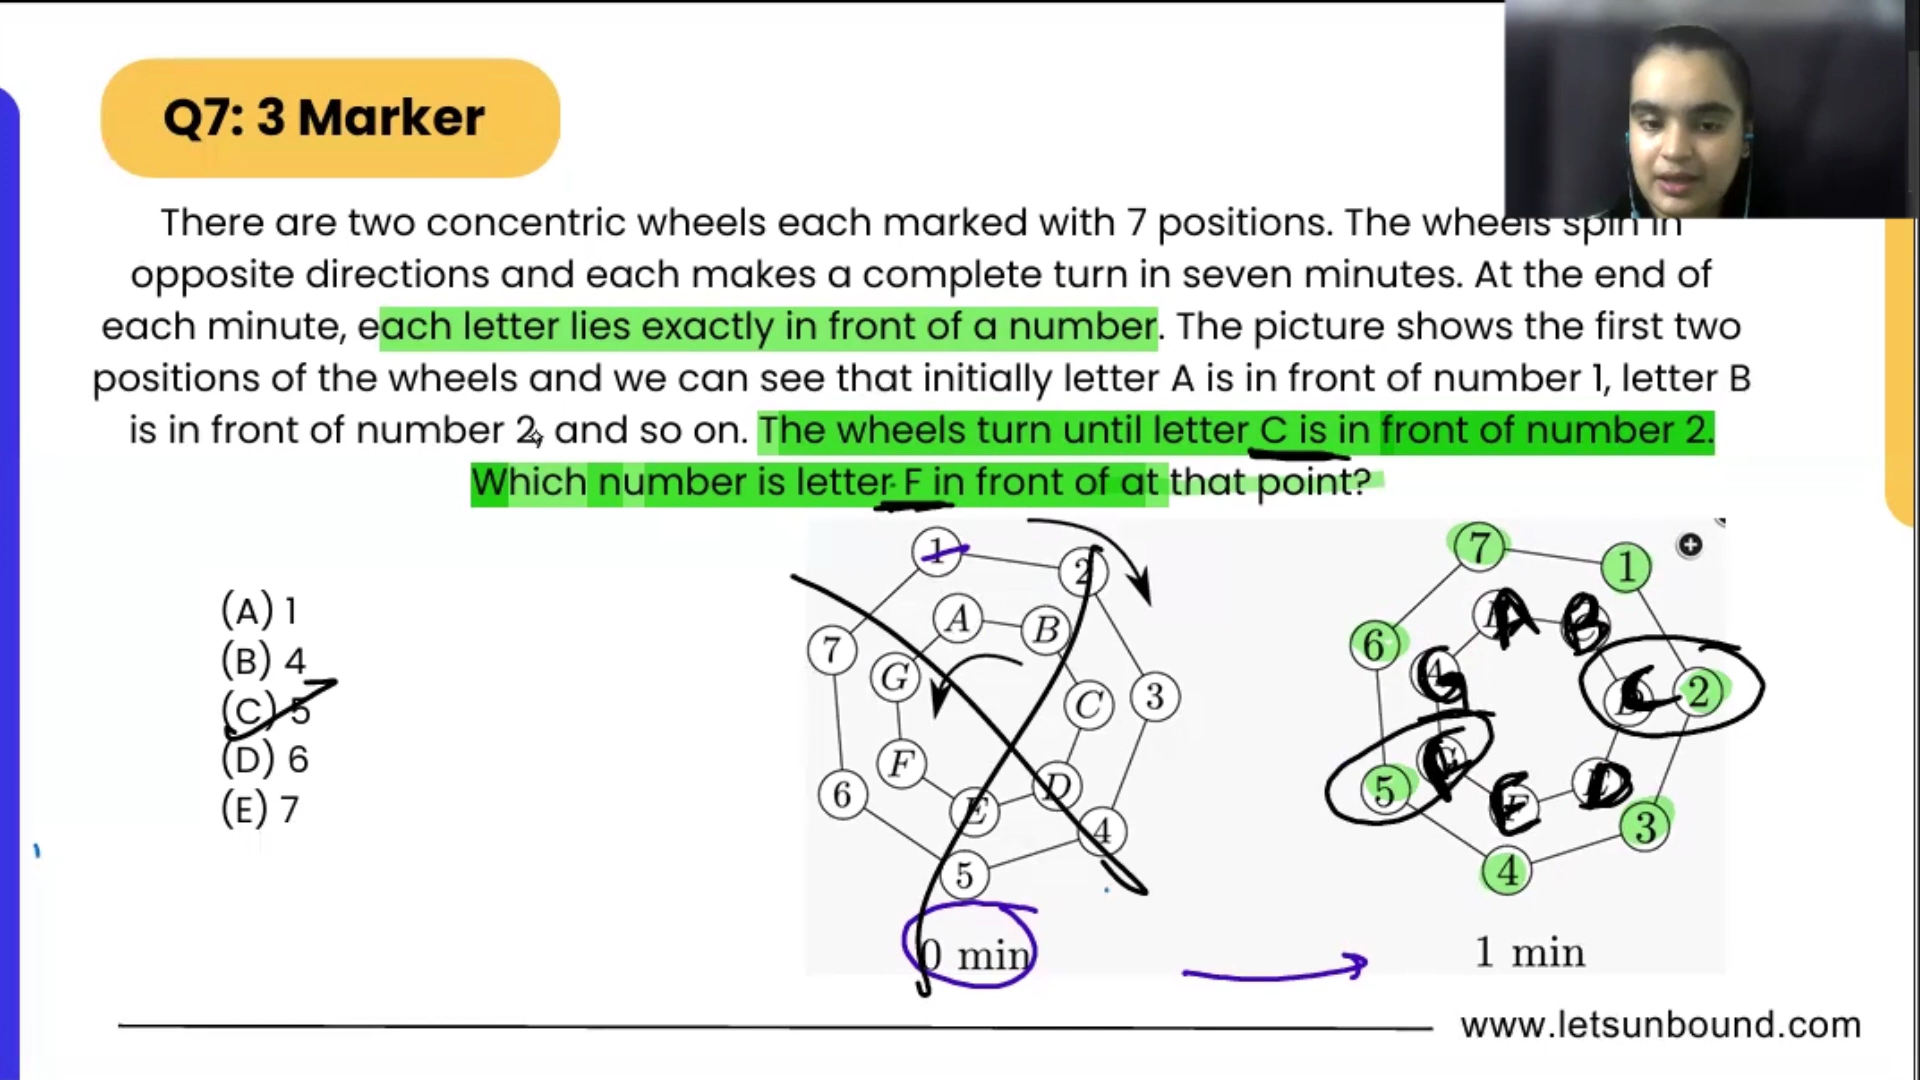 Q7: 3 Marker
There are two concentric wheels each marked with 7 positions. The wheels spin in
opposite directions and each makes a complete turn in seven minutes. At the end of
each minute, each letter lies exactly in front of a number. The picture shows the first two
positions of the wheels and we can see that initially letter A is in front of number 1, letter B
is in front of number 2, and so on. The wheels turn until letter C is in front of number 2.
Which number is letter F in front of at that point?
(A) 1
(B) 4
(C) 5
(D) 6
(E) 7
1
2
A
B
7
G
C
3
F
6
E
D
4
5
0 min
7
1
A
B
6
G
C
2
5
F
E
D
3
4
1 min
www.letsunbound.com